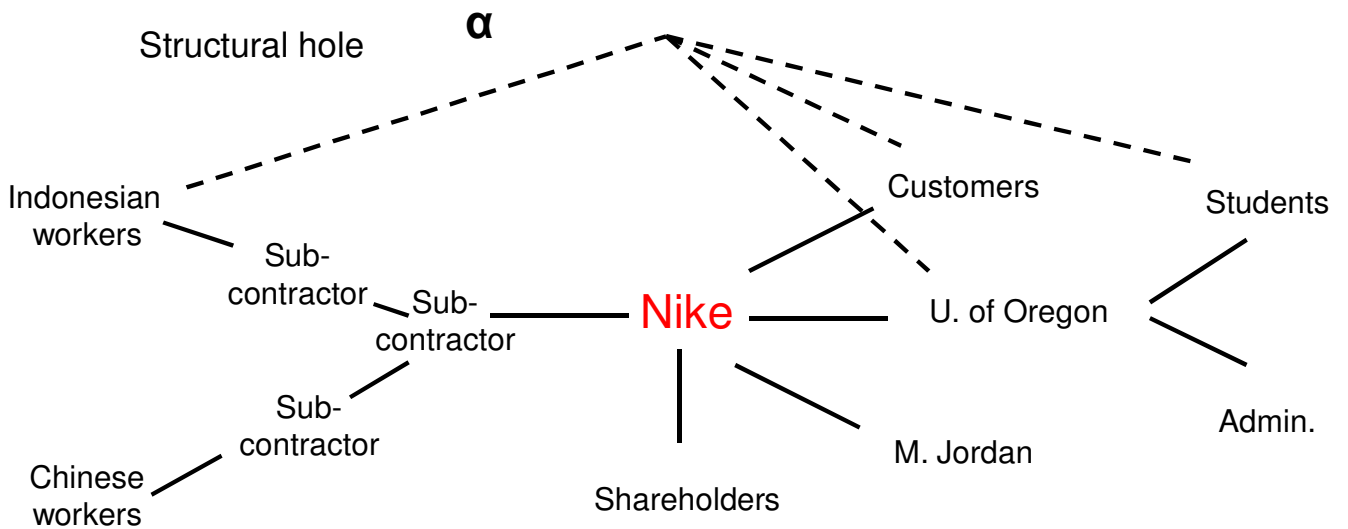 α
Structural hole
Indonesian
workers
Customers
Students
Sub-
contractor
Sub-
contractor
Nike
U. of Oregon
Sub-
contractor
Admin.
M. Jordan
Chinese
workers
Shareholders